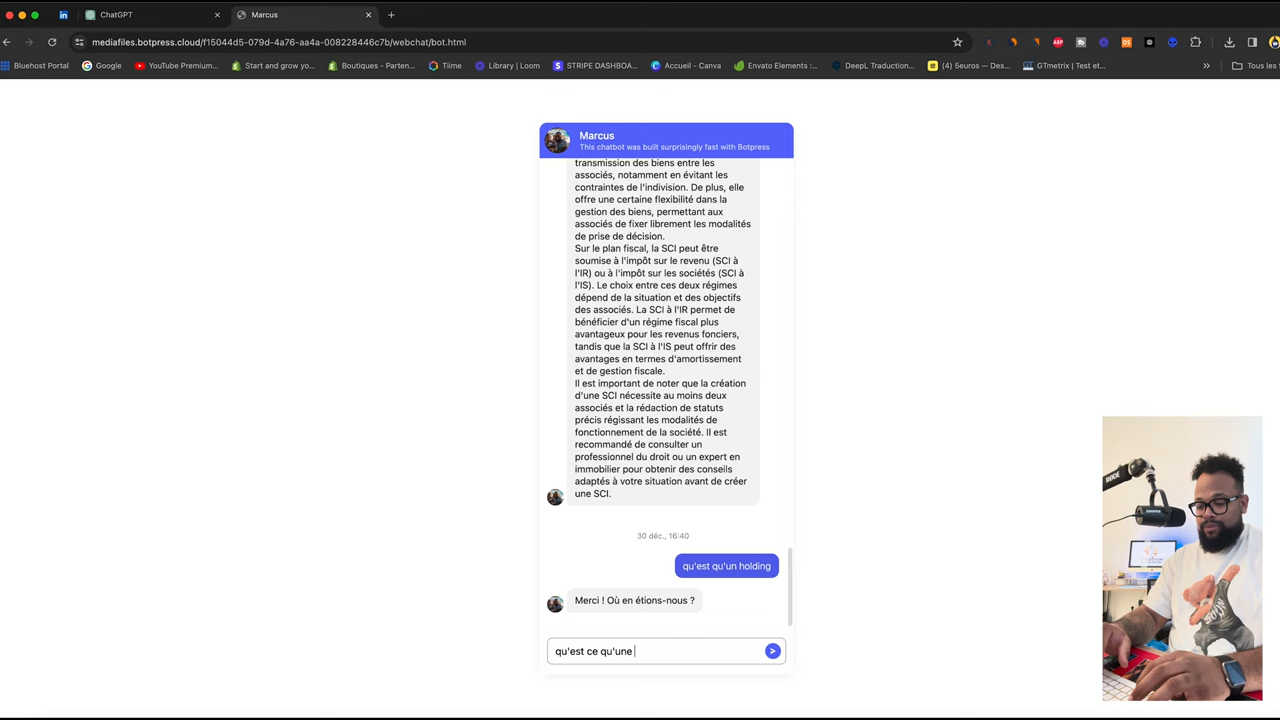 ChatGPT
Marcus
mediafiles.botpress.cloud/f15044d5-079d-4a76-aa4a-008228446c7b/webchat/bot.html
Bluehost Portal
Google
YouTube Premium...
Start and grow yo...
Boutiques - Parten...
Tiime
Library | Loom
STRIPE DASHBOA...
Accueil - Canva
Envato Elements :...
DeepL Traduction...
(4) 5euros — Des...
GTmetrix | Test et...
Tous les f
Marcus
This chatbot was built surprisingly fast with Botpress
transmission des biens entre les
associés, notamment en évitant les
contraintes de l'indivision. De plus, elle
offre une certaine flexibilité dans la
gestion des biens, permettant aux
associés de fixer librement les modalités
de prise de décision.
Sur le plan fiscal, la SCI peut être
soumise à l'impôt sur le revenu (SCI à
l'IR) ou à l'impôt sur les sociétés (SCI à
l'IS). Le choix entre ces deux régimes
dépend de la situation et des objectifs
des associés. La SCI à l'IR permet de
bénéficier d'un régime fiscal plus
avantageux pour les revenus fonciers,
tandis que la SCI à l'IS peut offrir des
avantages en termes d'amortissement
et de gestion fiscale.
Il est important de noter que la création
d'une SCI nécessite au moins deux
associés et la rédaction de statuts
précis régissant les modalités de
fonctionnement de la société. Il est
recommandé de consulter un
professionnel du droit ou un expert en
immobilier pour obtenir des conseils
adaptés à votre situation avant de créer
une SCI.
30 déc., 16:40
qu'est qu'un holding
Merci ! Où en étions-nous ?
qu'est ce qu'une
RODE